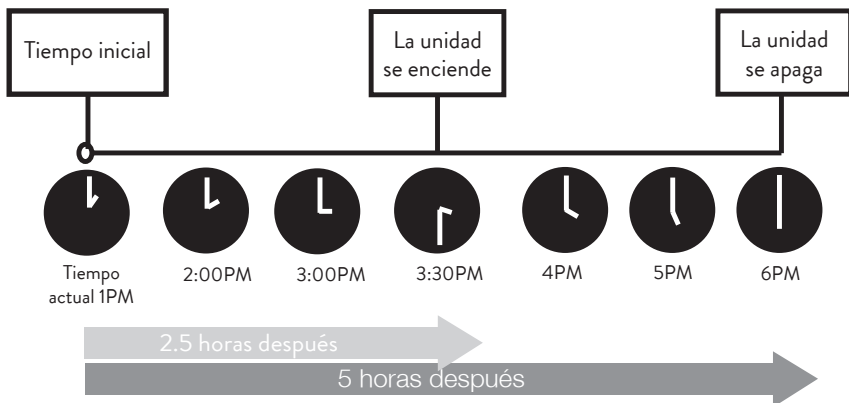 Tiempo inicial
La unidad
se enciende
La unidad
se apaga
Tiempo
actual 1PM
2:00PM
3:00PM
3:30PM
4PM
5PM
6PM
2.5 horas después
5 horas después